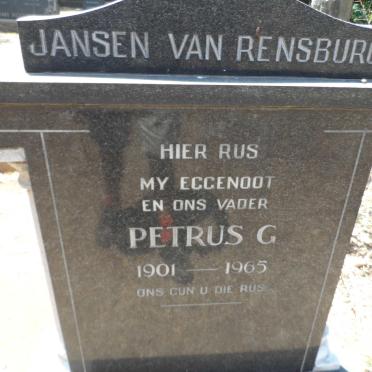 JANSEN VAN RENSBURG
HIER RUS
MY EGGENOOT
EN ONS VADER
PETRUS G
1901 — 1965
ONS GUN U DIE RUS